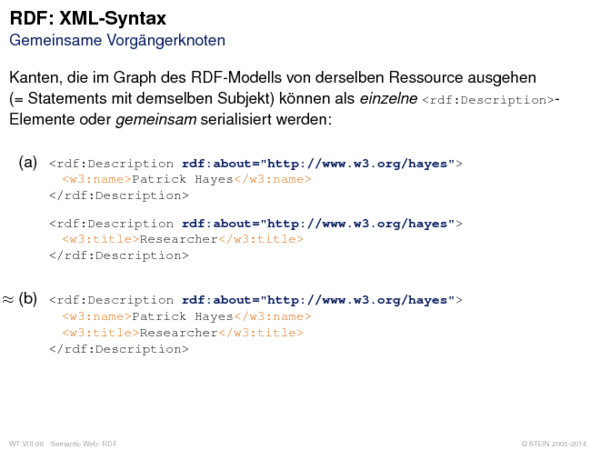 RDF: XML-Syntax
Gemeinsame Vorgängerknoten
Kanten, die im Graph des RDF-Modells von derselben Ressource ausgehen
(= Statements mit demselben Subjekt) können als einzelne <rdf:Description>-
Elemente oder gemeinsam serialisiert werden:
(a) <rdf:Description rdf:about="http://www.w3.org/hayes">
<w3:name>Patrick Hayes</w3:name>
</rdf:Description>
<rdf:Description rdf:about="http://www.w3.org/hayes">
<w3:title>Researcher</w3:title>
</rdf:Description>
≈ (b) <rdf:Description rdf:about="http://www.w3.org/hayes">
<w3:name>Patrick Hayes</w3:name>
<w3:title>Researcher</w3:title>
</rdf:Description>
WT:VIII-88 Semantic Web: RDF © STEIN 2005-2014